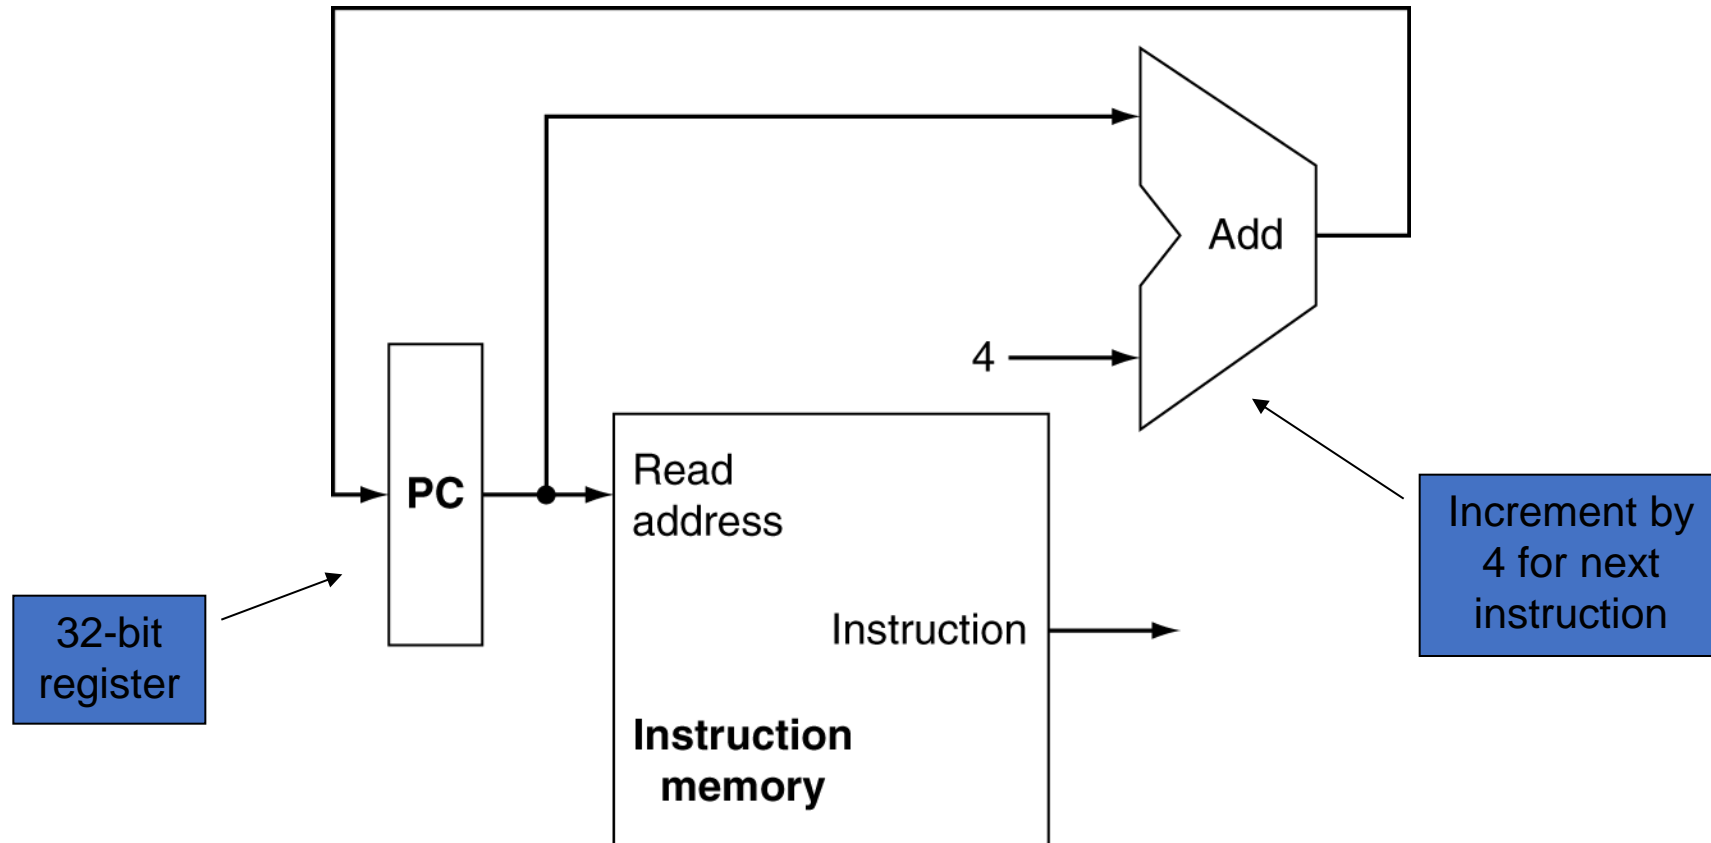 Add
4
PC
Read
address
Instruction
Instruction
memory
32-bit
register
Increment by
4 for next
instruction